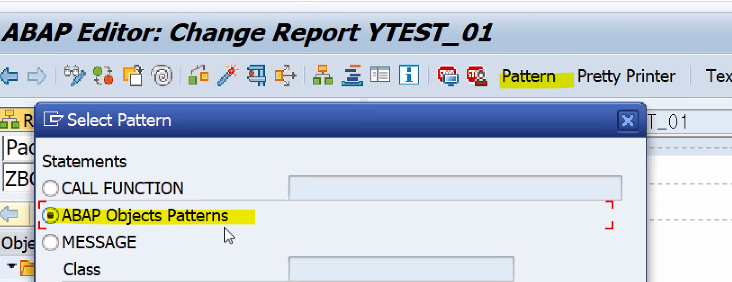 ABAP Editor: Change Report YTEST_01
Pattern Pretty Printer Tex
R
Select Pattern
T_01
Pac
Statements
ZBC
CALL FUNCTION
ABAP Objects Patterns
Obje
MESSAGE
Class